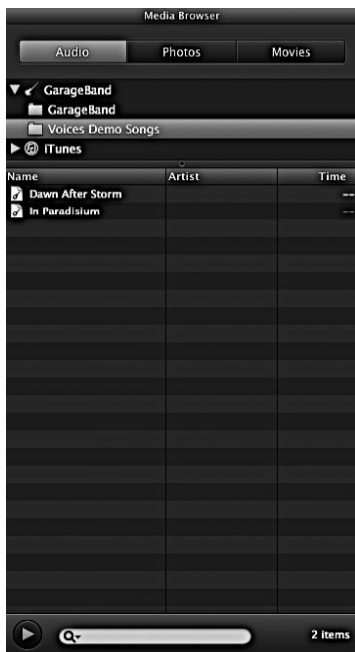 Media Browser
Audio Photos Movies
GarageBand
GarageBand
Voices Demo Songs
iTunes
Name Artist Time
Dawn After Storm --
In Paradisium --
2 items